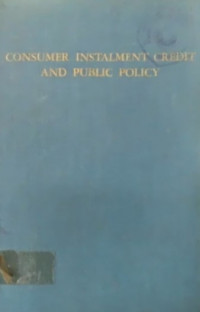 CONSUMER INSTALMENT CREDIT
AND PUBLIC POLICY